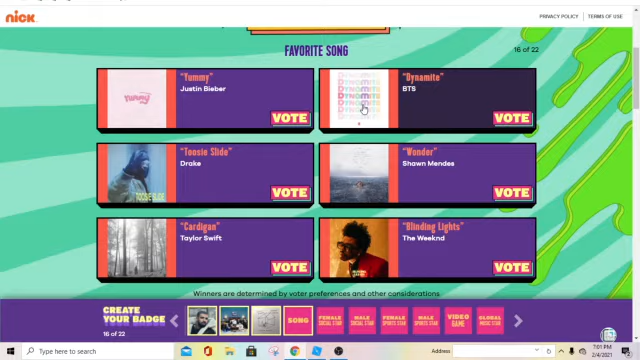 nick
PRIVACY POLICY | TERMS OF USE
FAVORITE SONG
16 of 22
"Yummy"
Justin Bieber
VOTE
"Dynamite"
BTS
VOTE
"Toosie Slide"
Drake
TOOSIE SLIDE
VOTE
"Wonder"
Shawn Mendes
VOTE
"Cardigan"
Taylor Swift
VOTE
"Blinding Lights"
The Weeknd
VOTE
Winners are determined by voter preferences and other considerations
CREATE
YOUR BADGE
16 of 22
SONG
FEMALE
SOCIAL STAR
MALE
SOCIAL STAR
FEMALE
SPORTS STAR
MALE
SPORTS STAR
VIDEO
GAME
GLOBAL
MUSIC STAR
Type here to search
Address
7:01 PM
2/4/2021